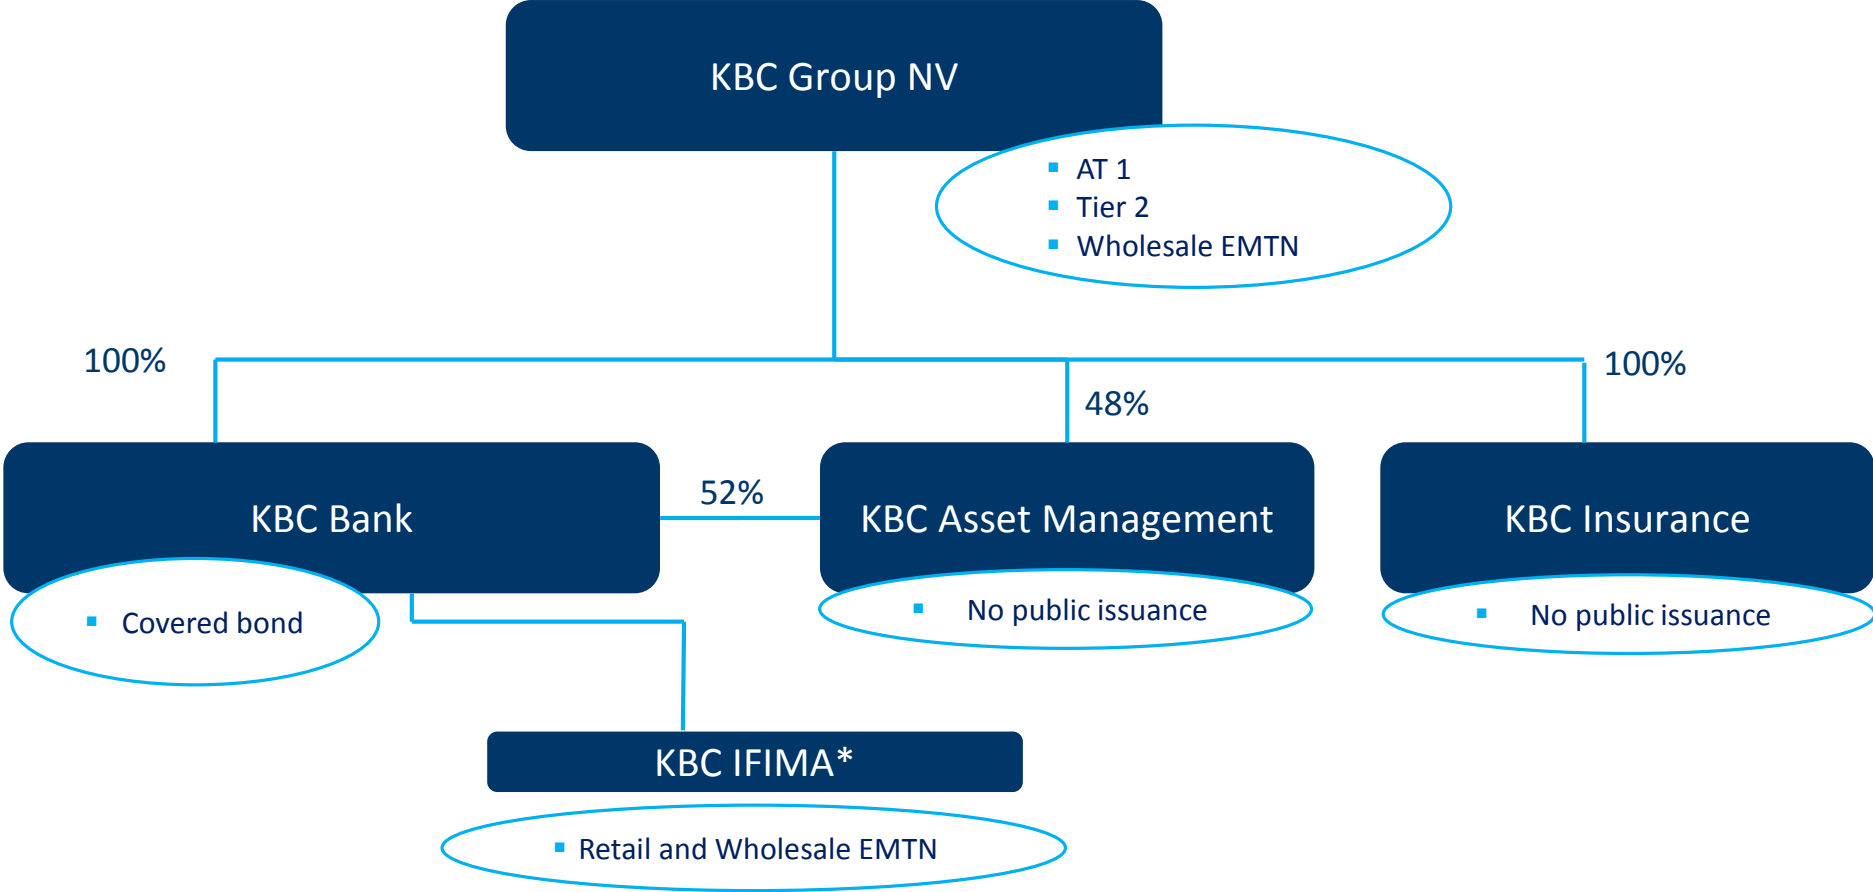 KBC Group NV
▪ AT 1
▪ Tier 2
▪ Wholesale EMTN
100%
48%
100%
KBC Bank
52%
KBC Asset Management
KBC Insurance
▪ Covered bond
▪ No public issuance
▪ No public issuance
KBC IFIMA*
▪ Retail and Wholesale EMTN